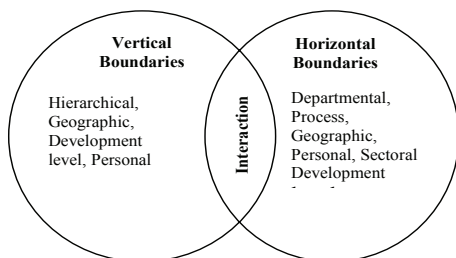 Vertical
Boundaries
Hierarchical,
Geographic,
Development
level, Personal
Interaction
Horizontal
Boundaries
Departmental,
Process,
Geographic,
Personal, Sectoral
Development